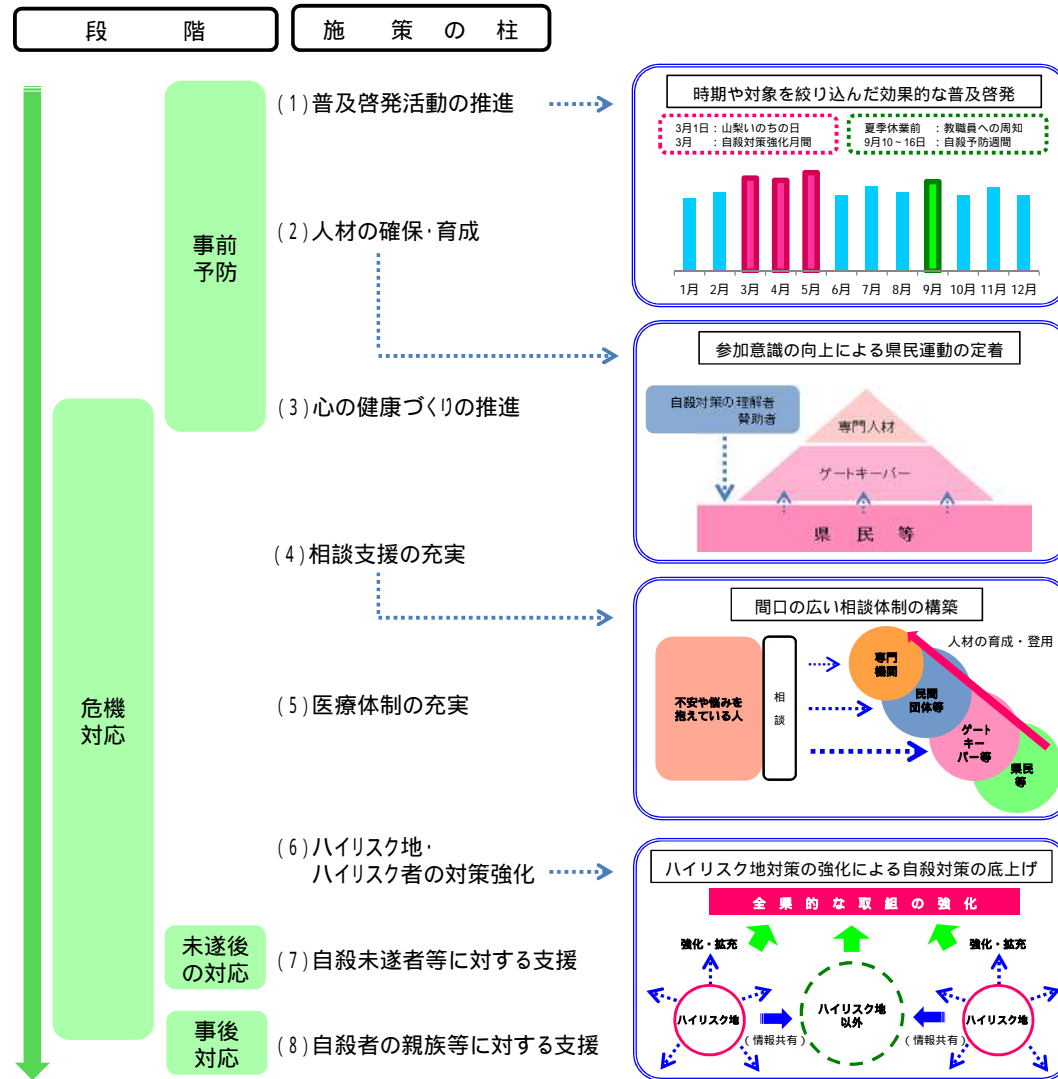 段　　階
施　策　の　柱
事前
予防
危機
対応
未遂後
の対応
事後
対応
(1)普及啓発活動の推進
(2)人材の確保・育成
(3)心の健康づくりの推進
(4)相談支援の充実
(5)医療体制の充実
(6)ハイリスク地・
ハイリスク者の対策強化
(7)自殺未遂者等に対する支援
(8)自殺者の親族等に対する支援
時期や対象を絞り込んだ効果的な普及啓発
3月1日：山梨いのちの日
3月　：自殺対策強化月間
夏季休業前　：教職員への周知
9月10～16日：自殺予防週間
1月 2月 3月 4月 5月 6月 7月 8月 9月 10月 11月 12月
参加意識の向上による県民運動の定着
自殺対策の理解者
賛助者
専門人材
ゲートキーパー
県　民　等
間口の広い相談体制の構築
人材の育成・登用
不安や悩みを
抱えている人
相
談
専門
機関
民間
団体等
ゲート
キー
パー等
県民
等
ハイリスク地対策の強化による自殺対策の底上げ
全県的な取組の強化
強化・拡充
強化・拡充
ハイリスク地
ハイリスク地
以外
ハイリスク地
（情報共有）
（情報共有）